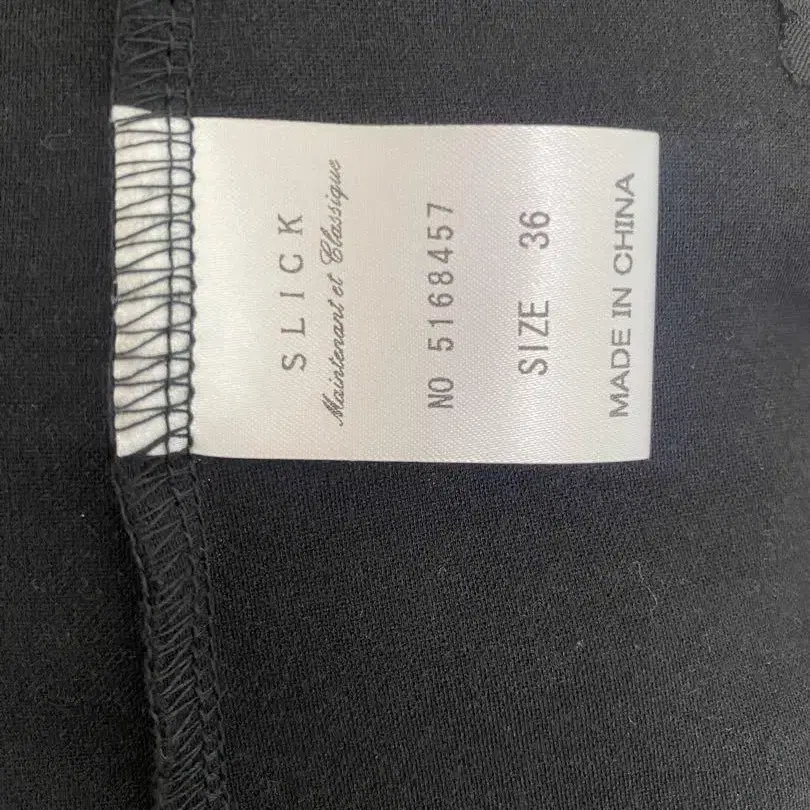 SLICK
Maintenant et Classique
NO 5168457
SIZE 36
MADE IN CHINA